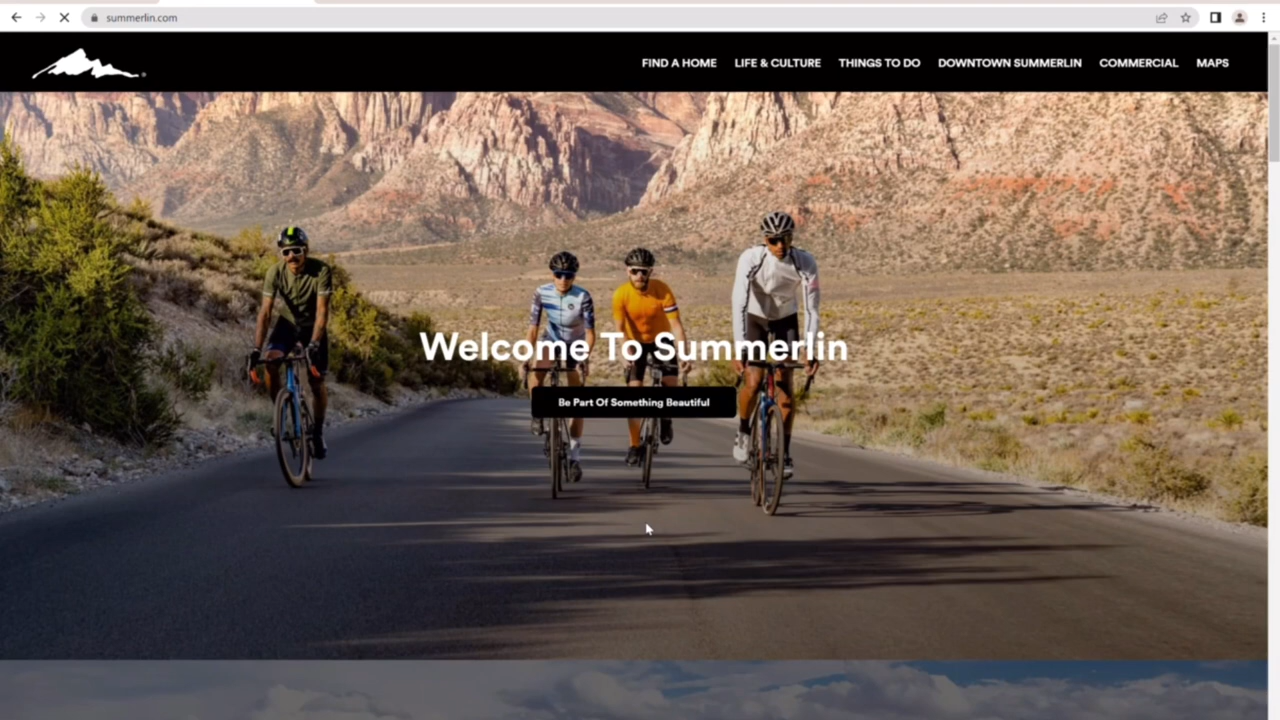 summerlin.com
FIND A HOME LIFE & CULTURE THINGS TO DO DOWNTOWN SUMMERLIN COMMERCIAL MAPS
Welcome To Summerlin
Be Part Of Something Beautiful